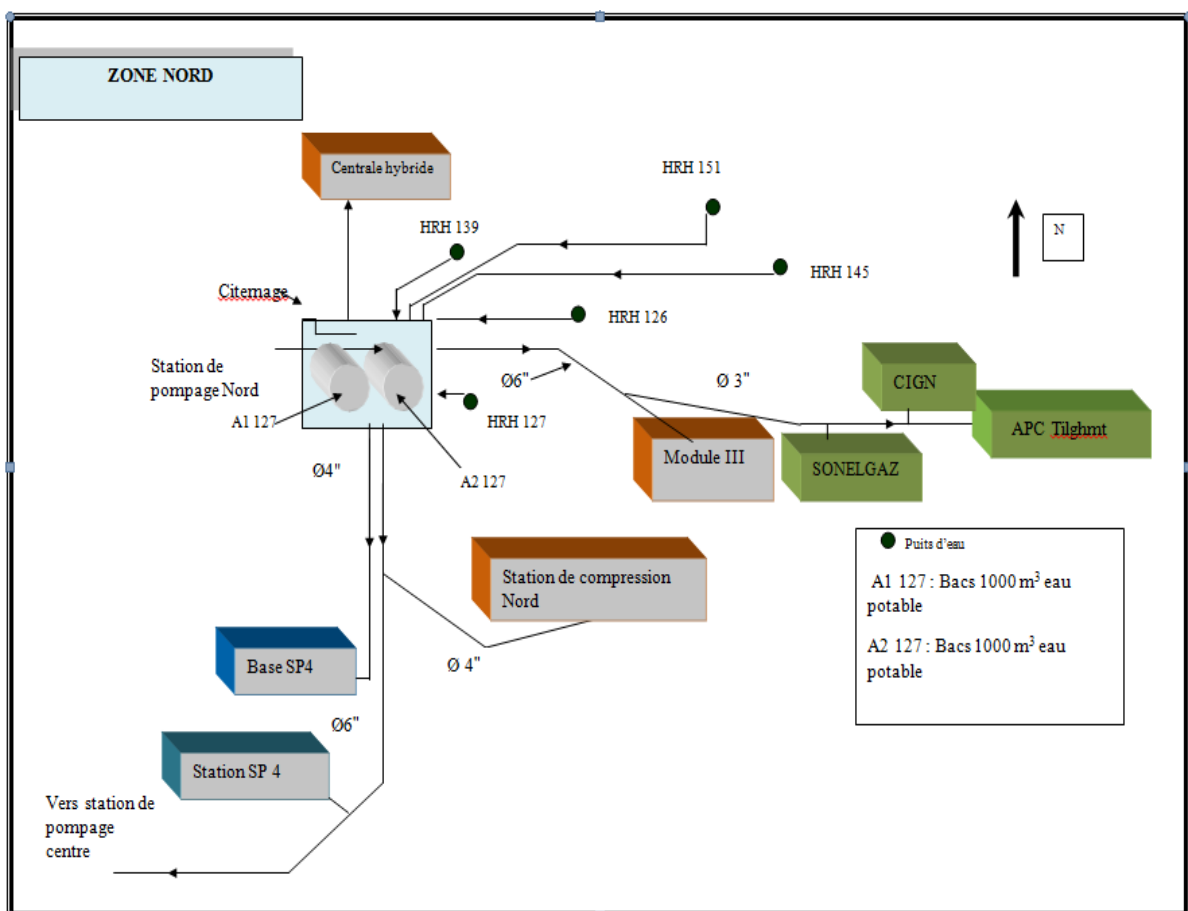 ZONE NORD
Centrale hybride
HRH 151
HRH 139
N
HRH 145
Citernage
HRH 126
Station de
pompage Nord
Ø6"
Ø 3"
CIGN
A1 127
HRH 127
APC Tilghmt
Module III
SONELGAZ
Ø4"
A2 127
Puits d'eau
A1 127 : Bacs 1000 m³ eau
potable
A2 127 : Bacs 1000 m³ eau
potable
Station de compression
Nord
Base SP4
Ø 4"
Ø6"
Station SP 4
Vers station de
pompage
centre